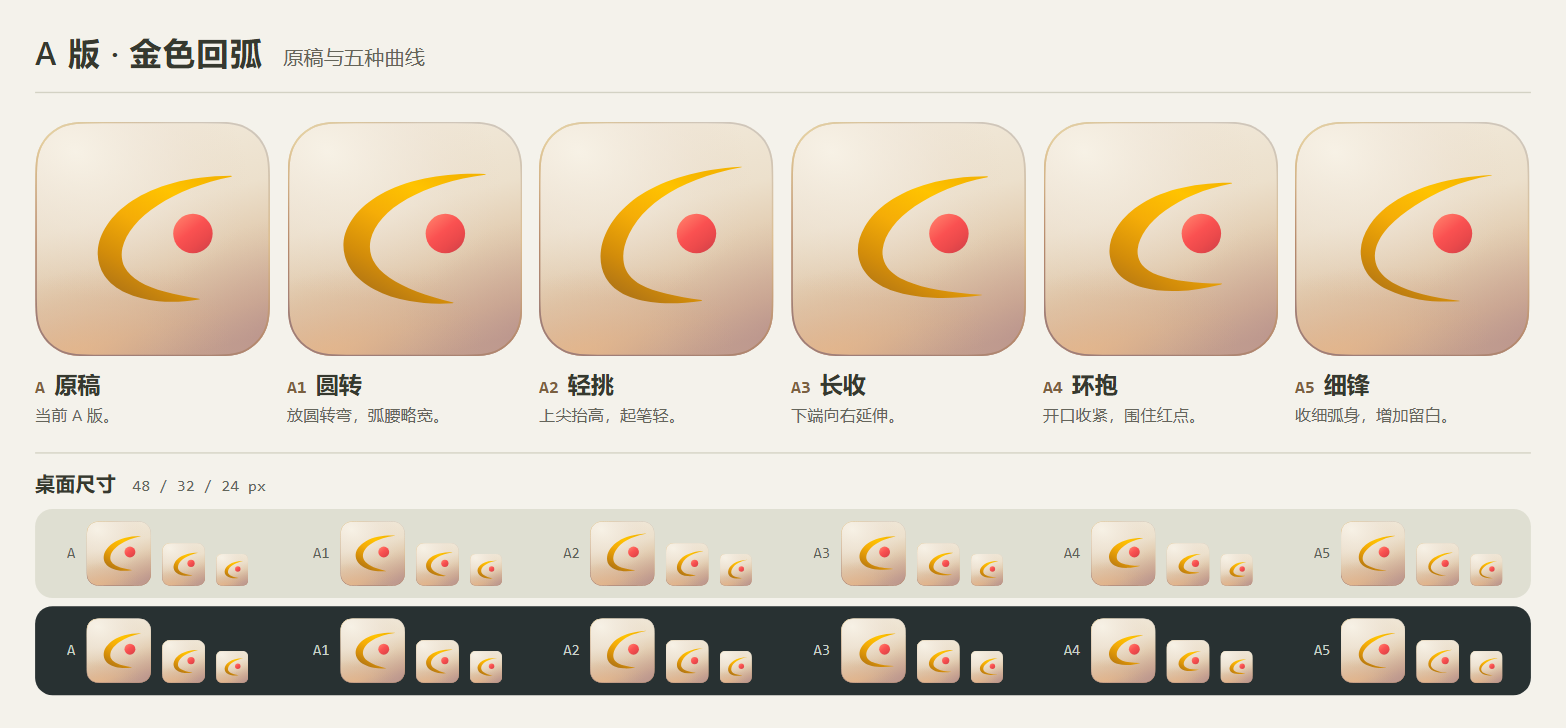 A 版 · 金色回弧 原稿与五种曲线
A 原稿
当前 A 版。
A1 圆转
放圆转弯，弧腰略宽。
A2 轻挑
上尖抬高，起笔轻。
A3 长收
下端向右延伸。
A4 环抱
开口收紧，围住红点。
A5 细锋
收细弧身，增加留白。
桌面尺寸 48 / 32 / 24 px
A A1 A2 A3 A4 A5
A A1 A2 A3 A4 A5